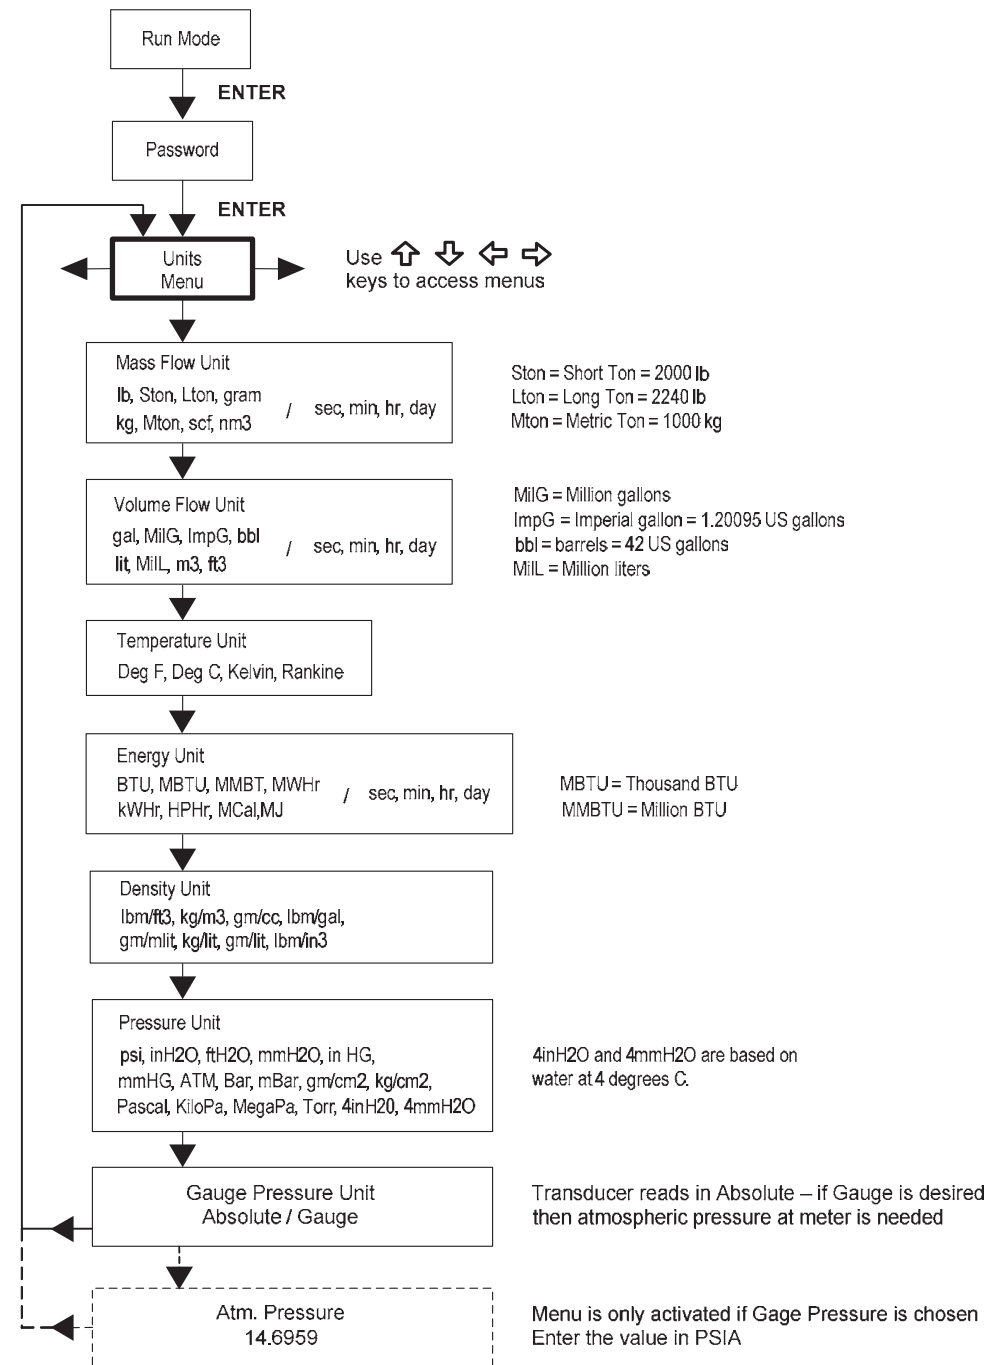 Run Mode
ENTER
Password
ENTER
Units
Menu
Use
keys to access menus
Mass Flow Unit
lb, Ston, Lton, gram
kg, Mton, scf, nm3
/ sec, min, hr, day
Ston = Short Ton = 2000 lb
Lton = Long Ton = 2240 lb
Mton = Metric Ton = 1000 kg
Volume Flow Unit
gal, MilG, ImpG, bbl
lit, MilL, m3, ft3
/ sec, min, hr, day
MilG = Million gallons
ImpG = Imperial gallon = 1.20095 US gallons
bbl = barrels = 42 US gallons
MilL = Million liters
Temperature Unit
Deg F, Deg C, Kelvin, Rankine
Energy Unit
BTU, MBTU, MMBT, MWHr
kWHr, HPHr, MCal,MJ
/ sec, min, hr, day
MBTU = Thousand BTU
MMBTU = Million BTU
Density Unit
lbm/ft3, kg/m3, gm/cc, lbm/gal,
gm/mlit, kg/lit, gm/lit, lbm/in3
Pressure Unit
psi, inH2O, ftH2O, mmH2O, in HG,
mmHG, ATM, Bar, mBar, gm/cm2, kg/cm2,
Pascal, KiloPa, MegaPa, Torr, 4inH20, 4mmH2O
4inH2O and 4mmH2O are based on
water at 4 degrees C.
Gauge Pressure Unit
Absolute / Gauge
Transducer reads in Absolute – if Gauge is desired
then atmospheric pressure at meter is needed
Atm. Pressure
14.6959
Menu is only activated if Gage Pressure is chosen
Enter the value in PSIA